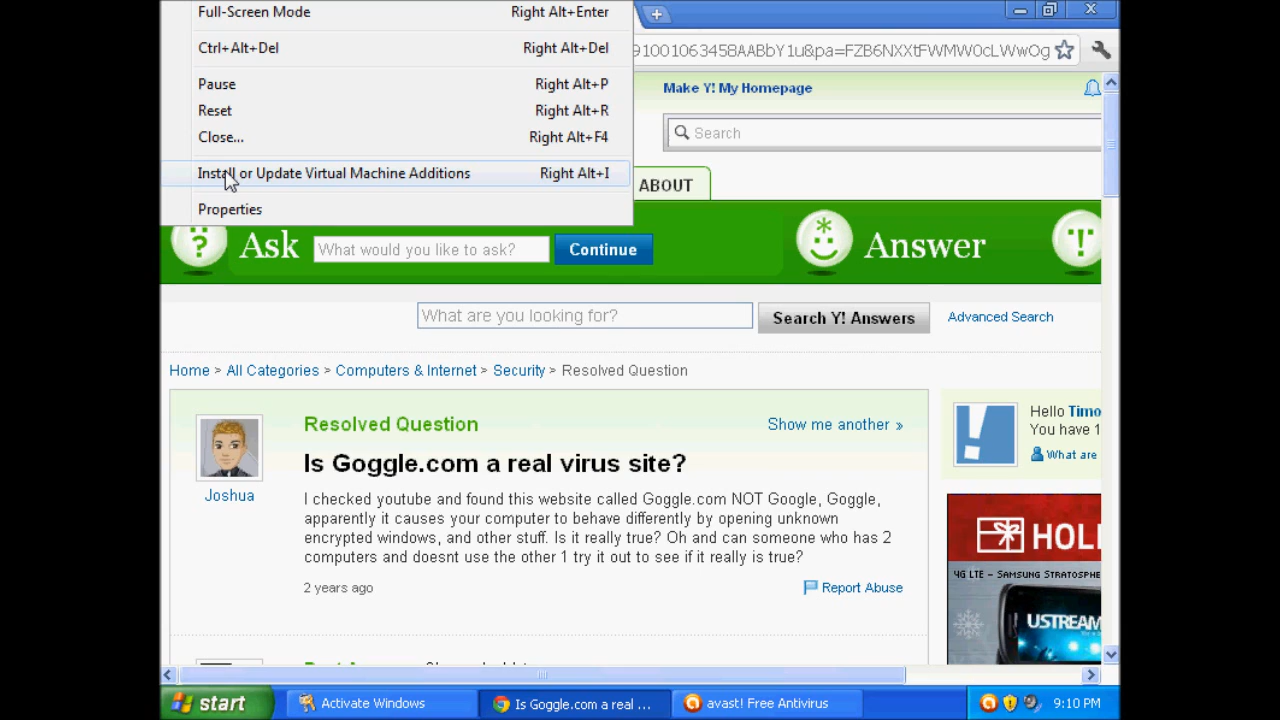 Full-Screen Mode Right Alt+Enter
Ctrl+Alt+Del Right Alt+Del
Pause Right Alt+P
Reset Right Alt+R
Close... Right Alt+F4
Install or Update Virtual Machine Additions Right Alt+I
Properties
91001063458AABbY1u&pa=FZB6NXXtFWMW0cLWwOg
Make Y! My Homepage
Search
ABOUT
Ask What would you like to ask? Continue Answer
What are you looking for? Search Y! Answers Advanced Search
Home > All Categories > Computers & Internet > Security > Resolved Question
Resolved Question Show me another »
Is Goggle.com a real virus site?
Joshua
I checked youtube and found this website called Goggle.com NOT Google, Goggle,
apparently it causes your computer to behave differently by opening unknown
encrypted windows, and other stuff. Is it really true? Oh and can someone who has 2
computers and doesnt use the other 1 try it out to see if it really is true?
2 years ago Report Abuse
Hello Timo
You have 1
What are
HOL
4G LTE – Samsung Stratosphe
USTREAM
start Activate Windows Is Goggle.com a real ... avast! Free Antivirus 9:10 PM